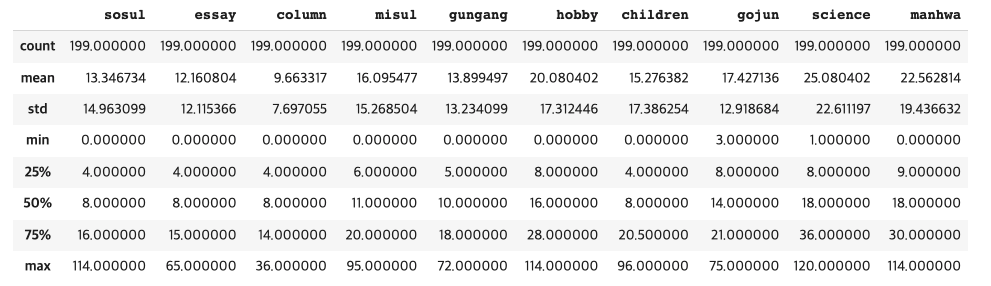 sosul essay column misul gungang hobby children gojun science manhwa
count 199.000000 199.000000 199.000000 199.000000 199.000000 199.000000 199.000000 199.000000 199.000000 199.000000
mean 13.346734 12.160804 9.663317 16.095477 13.899497 20.080402 15.276382 17.427136 25.080402 22.562814
std 14.963099 12.115366 7.697055 15.268504 13.234099 17.312446 17.386254 12.918684 22.611197 19.436632
min 0.000000 0.000000 0.000000 0.000000 0.000000 0.000000 0.000000 3.000000 1.000000 0.000000
25% 4.000000 4.000000 4.000000 6.000000 5.000000 8.000000 4.000000 8.000000 8.000000 9.000000
50% 8.000000 8.000000 8.000000 11.000000 10.000000 16.000000 8.000000 14.000000 18.000000 18.000000
75% 16.000000 15.000000 14.000000 20.000000 18.000000 28.000000 20.500000 21.000000 36.000000 30.000000
max 114.000000 65.000000 36.000000 95.000000 72.000000 114.000000 96.000000 75.000000 120.000000 114.000000